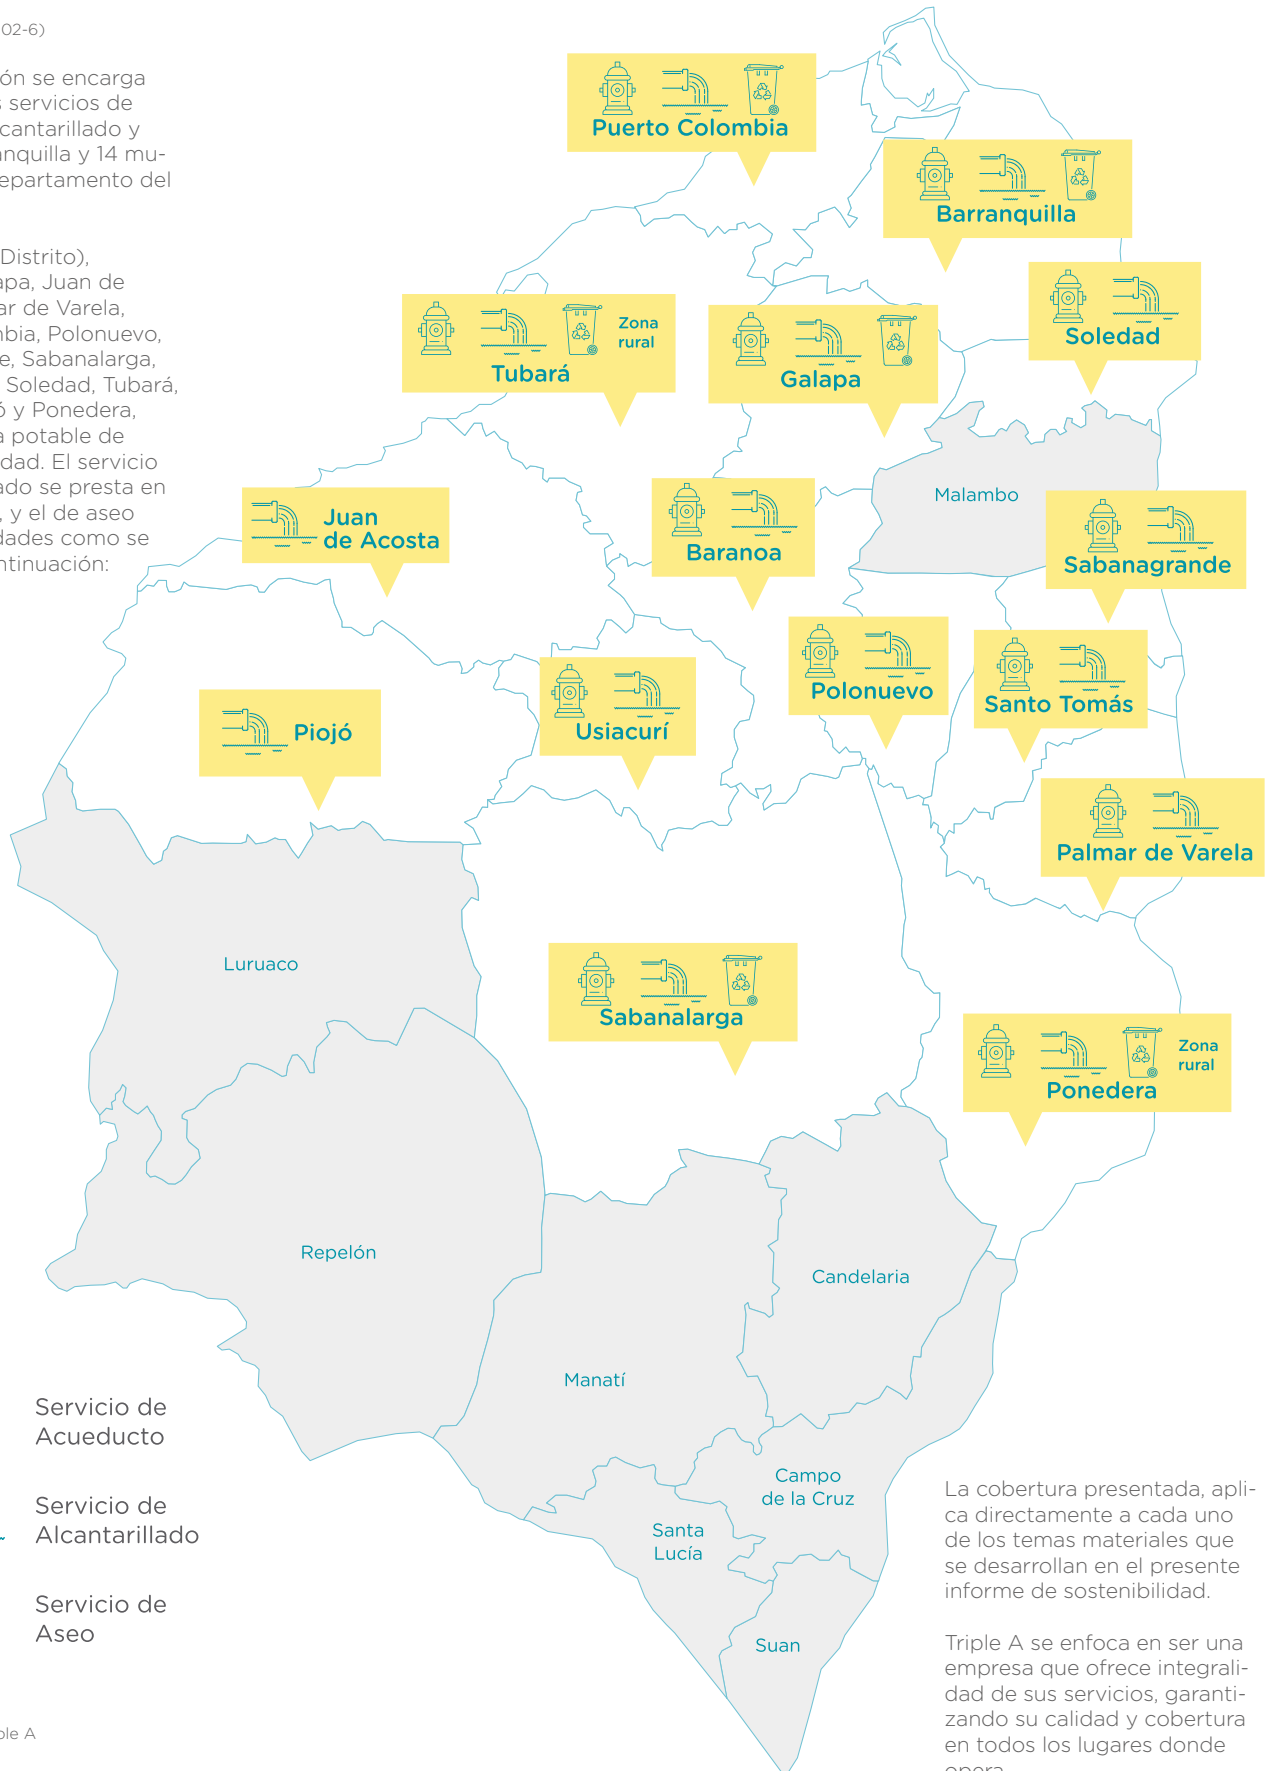 02-6)
ón se encarga
s servicios de
lcantarillado y
anquilla y 14 mu-
epartamento del
Distrito),
apa, Juan de
ar de Varela,
mbia, Polonuevo,
e, Sabanalarga,
Soledad, Tubará,
ó y Ponedera,
a potable de
dad. El servicio
ado se presta en
, y el de aseo
dades como se
ontinuación:
Puerto Colombia
Barranquilla
Soledad
Zona
rural
Tubará
Galapa
Malambo
Juan
de Acosta
Baranoa
Sabanagrande
Polonuevo
Santo Tomás
Piojó
Usiacurí
Palmar de Varela
Luruaco
Sabanalarga
Zona
rural
Ponedera
Repelón
Candelaria
Manatí
Campo
de la Cruz
Santa
Lucía
Suan
Servicio de
Acueducto
Servicio de
Alcantarillado
Servicio de
Aseo
ple A
La cobertura presentada, apli-
ca directamente a cada uno
de los temas materiales que
se desarrollan en el presente
informe de sostenibilidad.
Triple A se enfoca en ser una
empresa que ofrece integrali-
dad de sus servicios, garanti-
zando su calidad y cobertura
en todos los lugares donde
opera